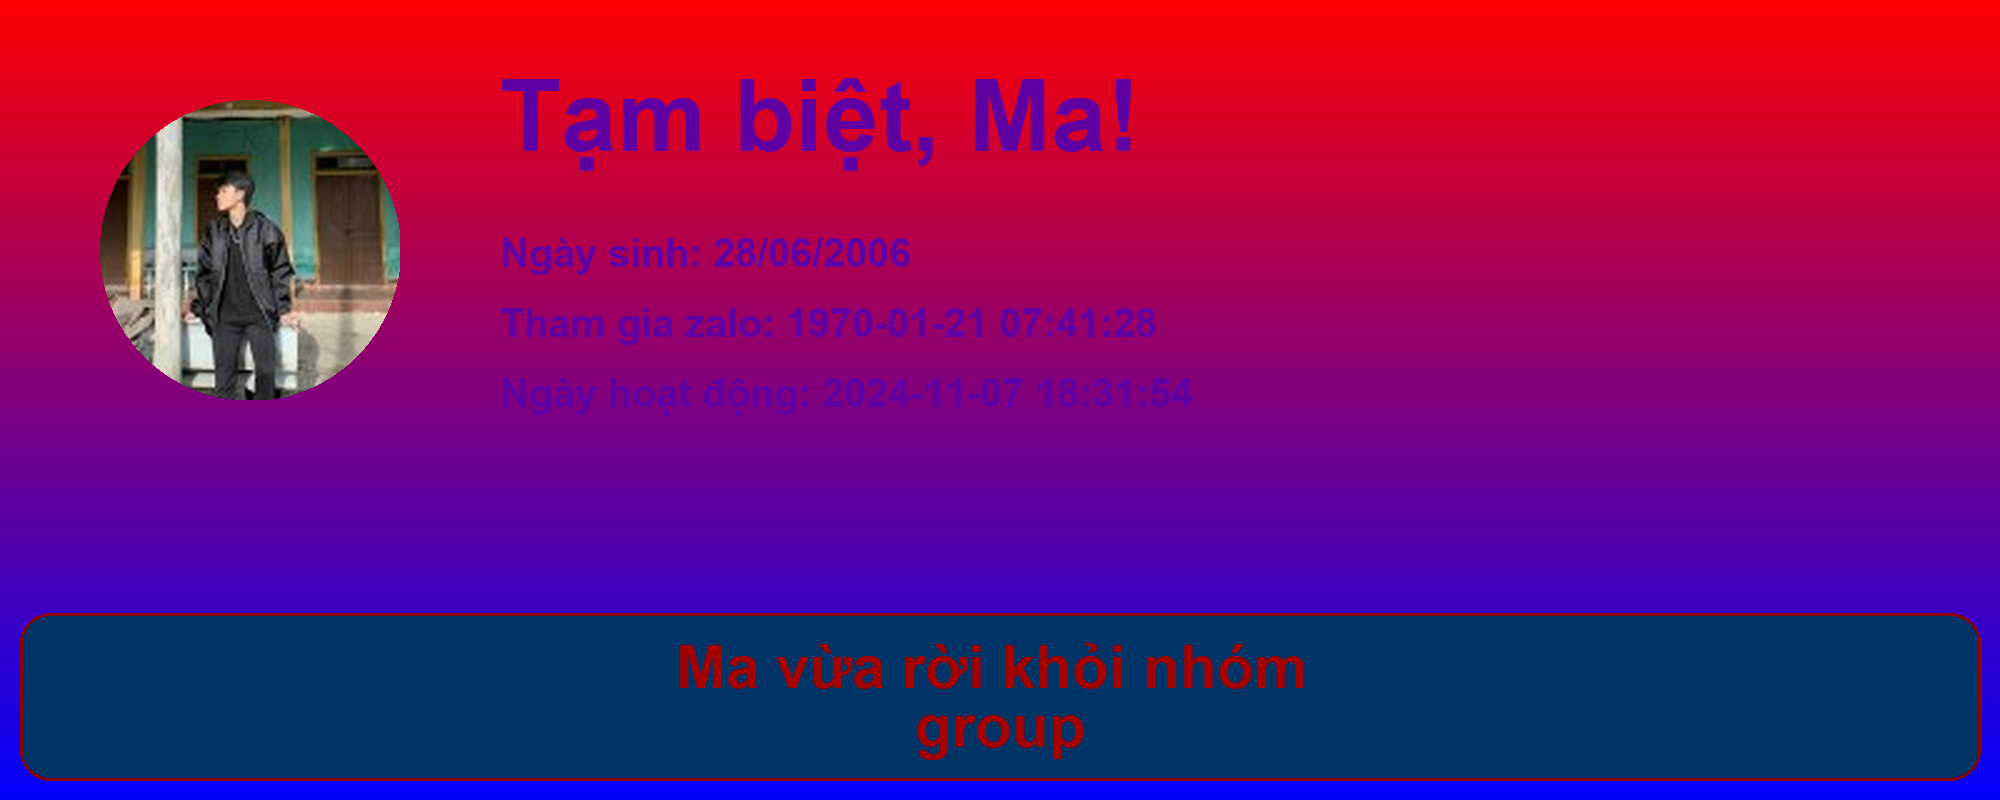 Tạm biệt, Ma!
Ngày sinh: 28/06/2006
Tham gia zalo: 1970-01-21 07:41:28
Ngày hoạt động: 2024-11-07 18:31:54
Ma vừa rời khỏi nhóm
group